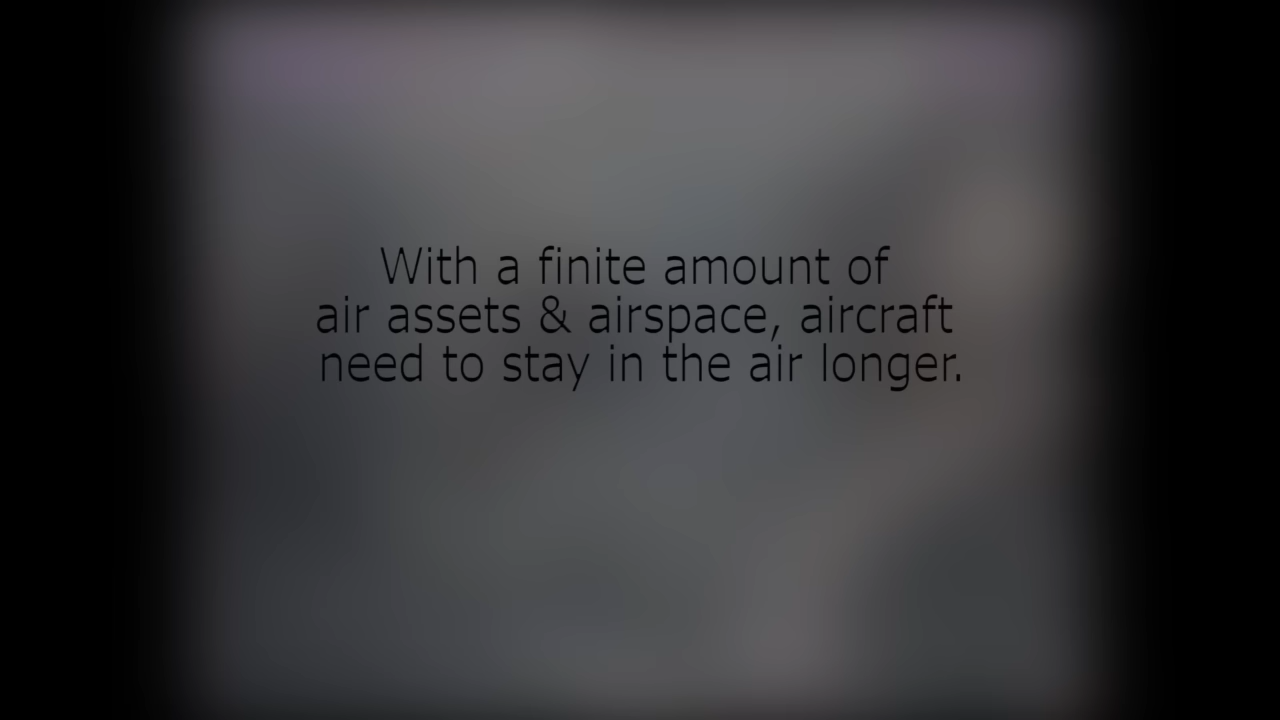 With a finite amount of
air assets & airspace, aircraft
need to stay in the air longer.